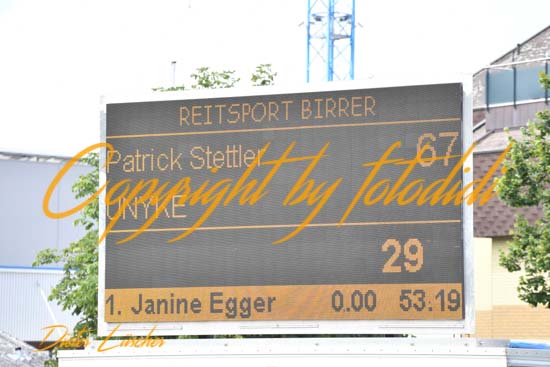 REITSPORT BIRRER
Patrick Stettler 67
UNYKE
Copyright by fotodidi
29
1. Janine Egger 0.00 53.19